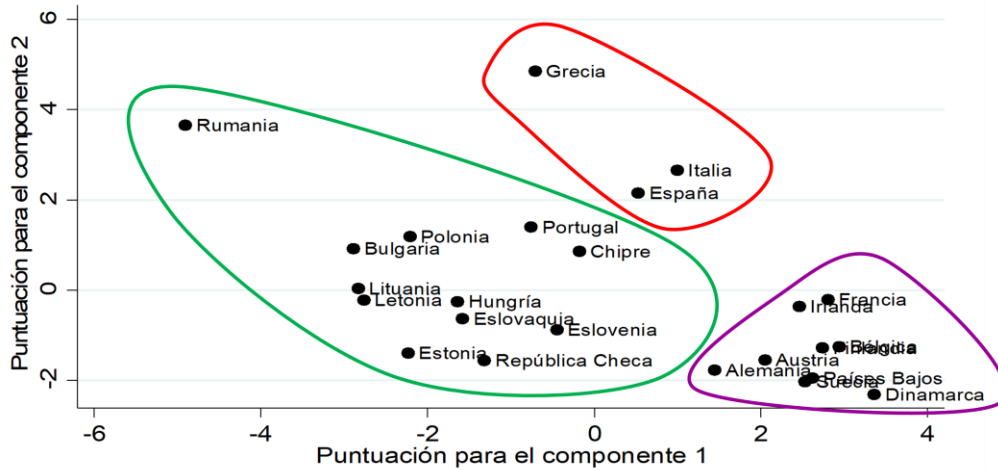 Puntuación para el componente 2
6
4
2
0
-2
Grecia
Rumania
Italia
España
Portugal
Polonia
Bulgaria
Chipre
Lituania
Letonia
Hungría
Eslovaquia
Eslovenia
Estonia
República Checa
Francia
Irlanda
Bélgica
Finlandia
Austria
Alemania
Países Bajos
Suecia
Dinamarca
-6
-4
-2
0
2
4
Puntuación para el componente 1